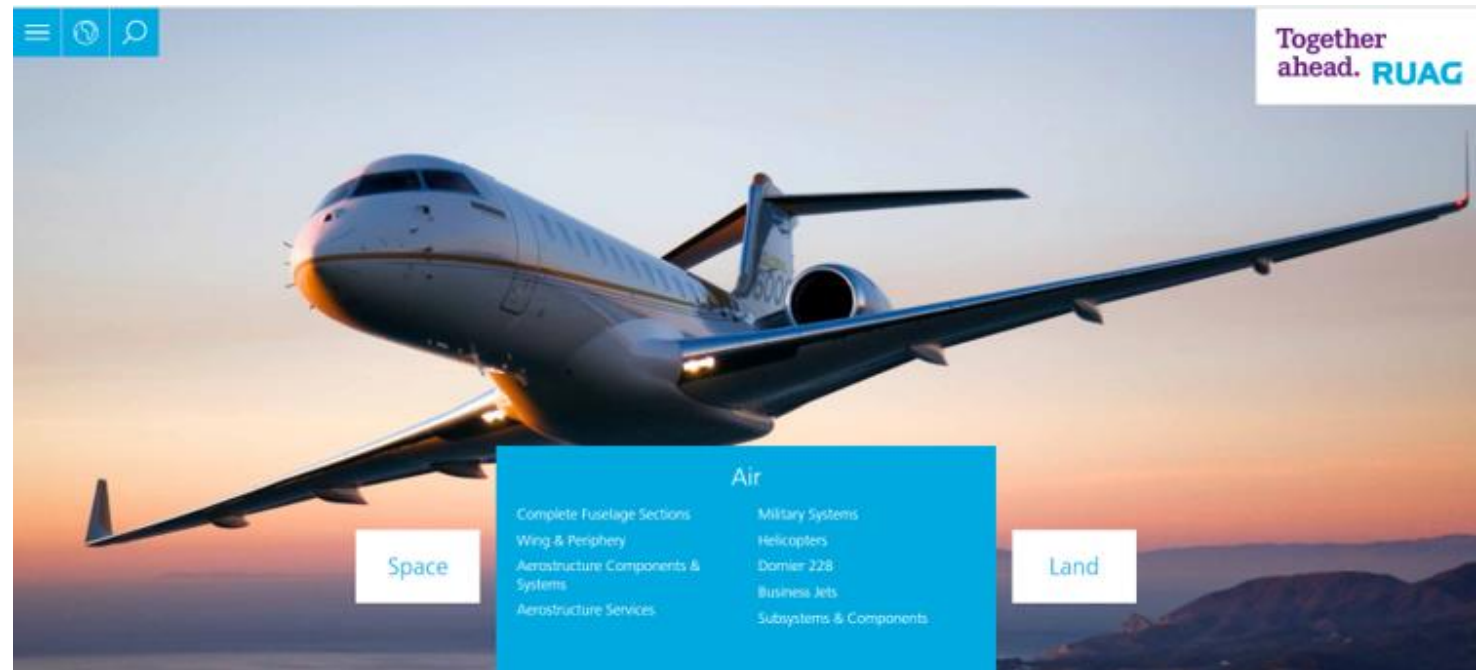 Together
ahead. RUAG
6000
Air
Complete Fuselage Sections
Wing & Periphery
Aerostructure Components &
Systems
Aerostructure Services
Military Systems
Helicopters
Dornier 228
Business Jets
Subsystems & Components
Space
Land